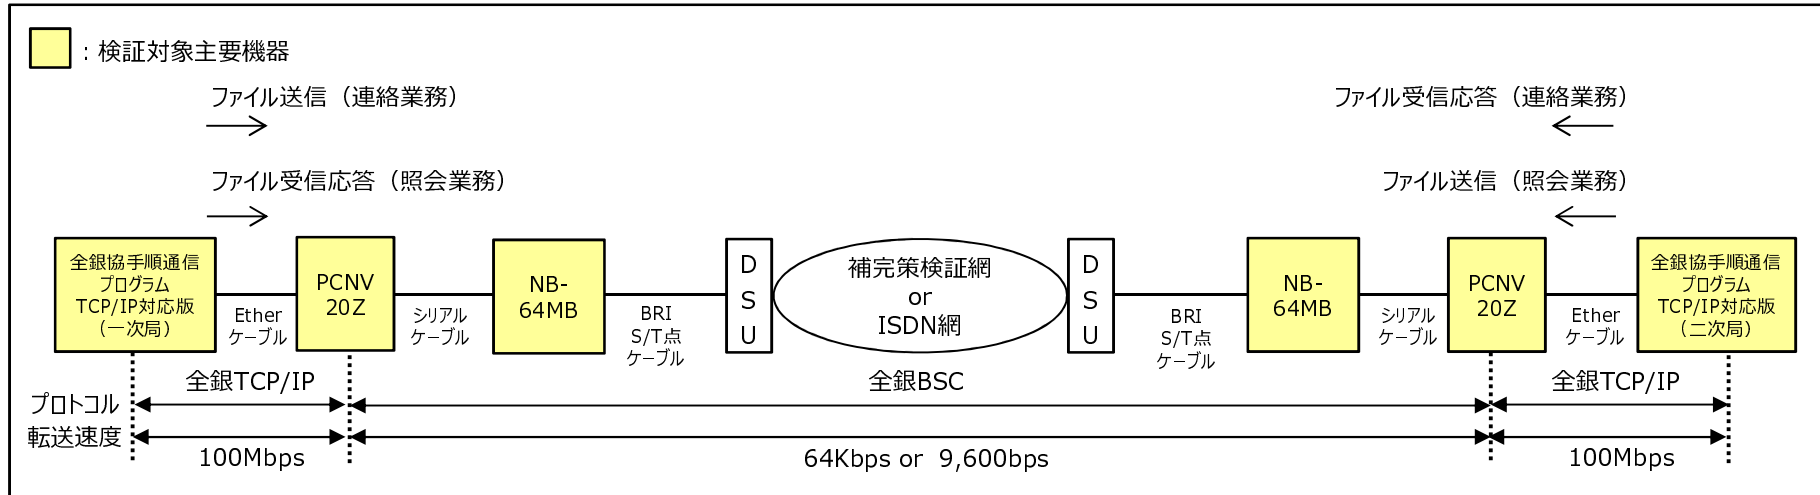 ：検証対象主要機器
ファイル送信（連絡業務）
ファイル受信応答（連絡業務）
ファイル受信応答（照会業務）
ファイル送信（照会業務）
全銀協手順通信
プログラム
TCP/IP対応版
（一次局）
Ether
ケーブル
PCNV
20Z
シリアル
ケーブル
NB-
64MB
BRI
S/T点
ケーブル
D
S
U
補完策検証網
or
ISDN網
D
S
U
BRI
S/T点
ケーブル
NB-
64MB
シリアル
ケーブル
PCNV
20Z
Ether
ケーブル
全銀協手順通信
プログラム
TCP/IP対応版
（二次局）
プロトコル
全銀TCP/IP
全銀BSC
全銀TCP/IP
転送速度
100Mbps
64Kbps or 9,600bps
100Mbps